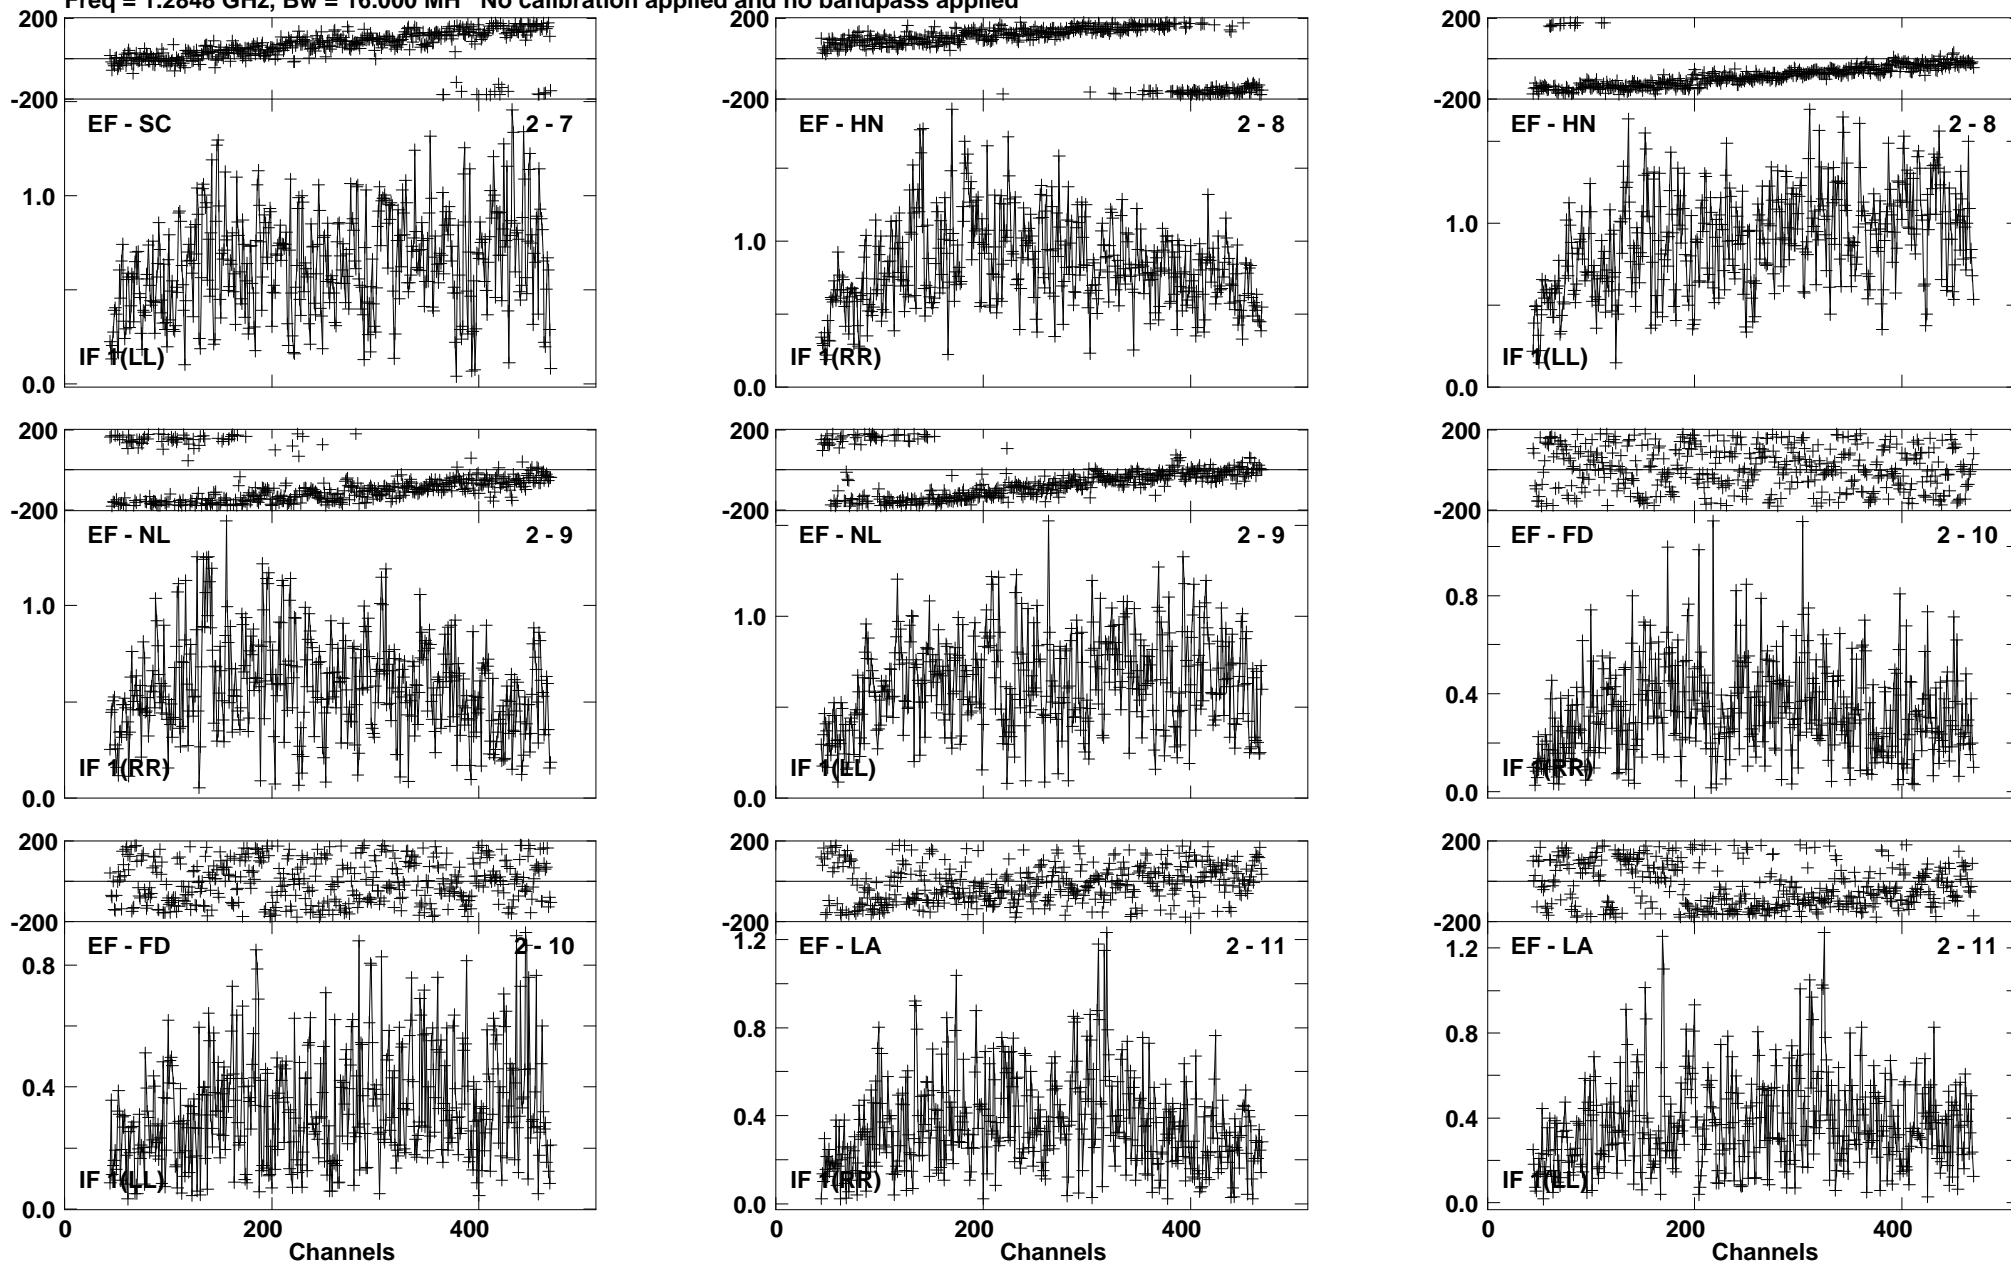 Freq = 1.2848 GHz, Bw = 16.000 MH No calibration applied and no bandpass applied
200
-200
EF - SC 2 - 7
1.0
IF 1(LL)
0.0
200
-200
EF - HN 2 - 8
1.0
IF 1(RR)
0.0
200
-200
EF - HN 2 - 8
1.0
IF 1(LL)
0.0
200
-200
EF - NL 2 - 9
1.0
IF 1(RR)
0.0
200
-200
EF - NL 2 - 9
1.0
IF 1(LL)
0.0
200
-200
EF - FD 2 - 10
0.8
0.4
IF 1(RR)
0.0
200
-200
EF - FD 2 - 10
0.8
0.4
IF 1(LL)
0.0
0 200 400
Channels
200
-200
1.2
EF - LA 2 - 11
0.8
0.4
IF 1(RR)
0.0
0 200 400
Channels
200
-200
EF - LA 2 - 11
1.2
0.8
0.4
IF 1(LL)
0.0
0 200 400
Channels